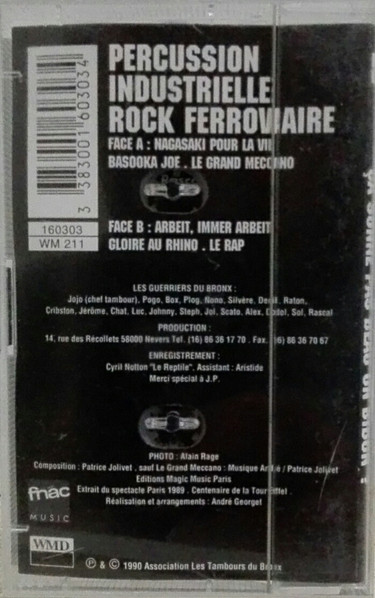 PERCUSSION
INDUSTRIELLE
ROCK FERROVIAIRE
FACE A : NAGASAKI POUR LA
BASOOKA JOE . LE GRAND MECCANO
3 383001 603034
160303
WM 211
FACE B : ARBEIT, IMMER ARBEIT
GLOIRE AU RHINO . LE RAP
LES GUERRIERS DU BRONX :
Jojo (chef tambour), Pogo, Box, Plog, Nono, Silvère, Raton,
Cribston, Jérôme, Chat, Luc, Johnny, Steph, Joi, Scato, Alex, Sol, Rascal
PRODUCTION :
14, rue des Récollets 58000 Nevers Tel. (16) 86 36 17 70 . Fax. (16) 86 36 70 67
ENREGISTREMENT :
Cyril Notton "Le Reptile". Assistant : Aristide
Merci spécial à J.P.
PHOTO : Alain Rage
Composition : Patrice Jolivet . sauf Le Grand Meccano : Musique / Patrice Jolivet
Editions Magic Music Paris
Extrait du spectacle Paris 1989 . Centenaire de la Tour Eiffel .
Réalisation et arrangements : André Georget
fnac
MUSIC
WMD
℗ & © 1990 Association Les Tambours du Bronx